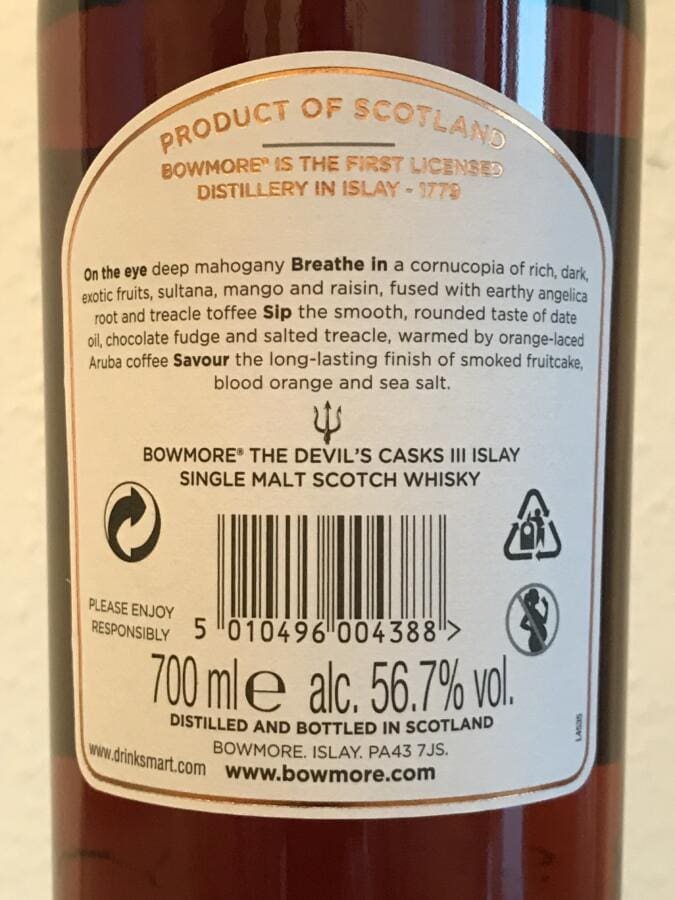 PRODUCT OF SCOTLAND
BOWMORE® IS THE FIRST LICENSED
DISTILLERY IN ISLAY - 1779
On the eye deep mahogany Breathe in a cornucopia of rich, dark,
exotic fruits, sultana, mango and raisin, fused with earthy angelica
root and treacle toffee Sip the smooth, rounded taste of date
oil, chocolate fudge and salted treacle, warmed by orange-laced
Aruba coffee Savour the long-lasting finish of smoked fruitcake,
blood orange and sea salt.
BOWMORE® THE DEVIL'S CASKS III ISLAY
SINGLE MALT SCOTCH WHISKY
PLEASE ENJOY
RESPONSIBLY
5 010496 004388 >
700 ml e alc. 56.7% vol.
DISTILLED AND BOTTLED IN SCOTLAND
BOWMORE. ISLAY. PA43 7JS.
www.drinksmart.com
www.bowmore.com
L4535